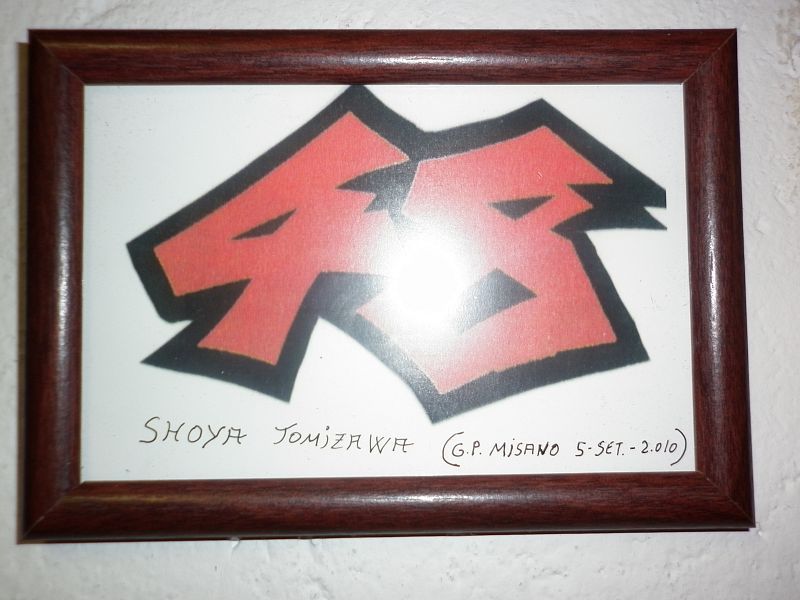 48
SHOYA TOMIZAWA (G.P. MISANO 5-SET.-2.010)